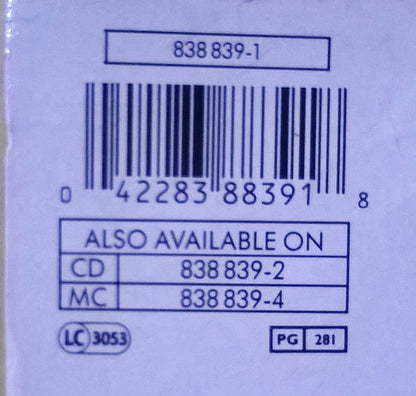 838 839-1
0 42283 88391 8
ALSO AVAILABLE ON
CD 838 839-2
MC 838 839-4
LC 3053 PG 281